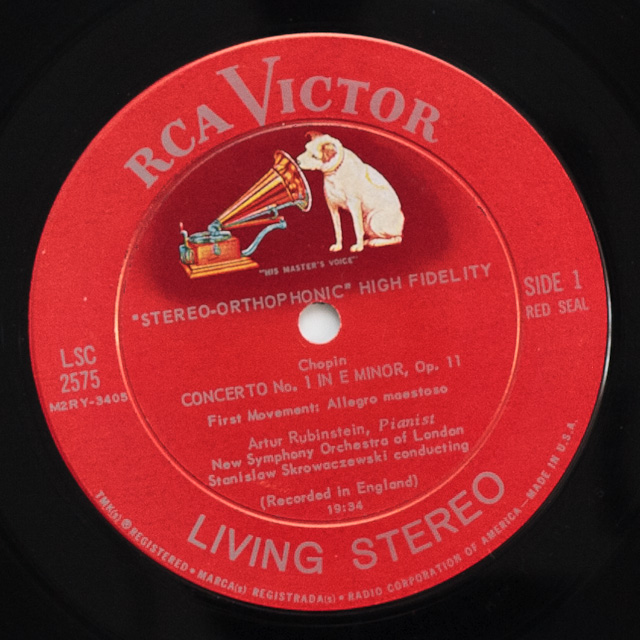 RCA VICTOR
"HIS MASTER'S VOICE"
"STEREO-ORTHOPHONIC" HIGH FIDELITY
SIDE 1
RED SEAL
LSC
2575
M2RY-3405
Chopin
CONCERTO No. 1 IN E MINOR, Op. 11
First Movement: Allegro maestoso
Artur Rubinstein, Pianist
New Symphony Orchestra of London
Stanislaw Skrowaczewski conducting
(Recorded in England)
19:34
LIVING STEREO
TMK(s) ® REGISTERED • MARCA(s) REGISTRADA(s) • RADIO CORPORATION OF AMERICA — MADE IN U.S.A.